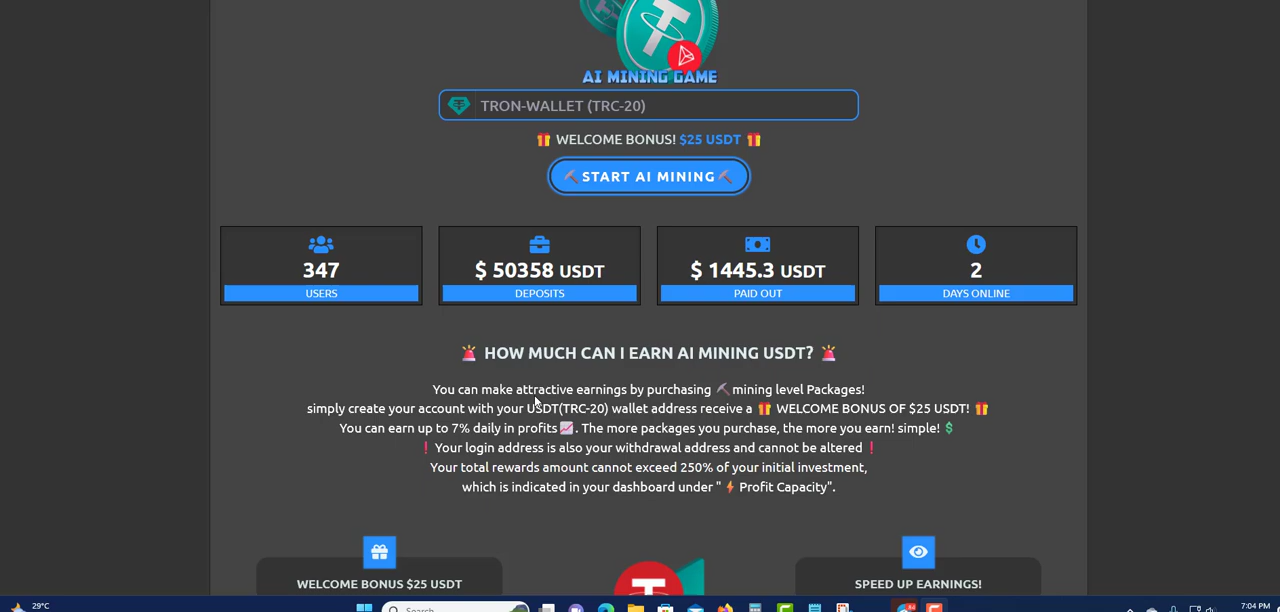 AI MINING GAME
TRON-WALLET (TRC-20)
WELCOME BONUS! $25 USDT
START AI MINING
347
USERS
$ 50358 USDT
DEPOSITS
$ 1445.3 USDT
PAID OUT
2
DAYS ONLINE
HOW MUCH CAN I EARN AI MINING USDT?
You can make attractive earnings by purchasing ⛏️mining level Packages!
simply create your account with your USDT(TRC-20) wallet address receive a 🎁 WELCOME BONUS OF $25 USDT! 🎁
You can earn up to 7% daily in profits📈. The more packages you purchase, the more you earn! simple! 💲
❗Your login address is also your withdrawal address and cannot be altered❗
Your total rewards amount cannot exceed 250% of your initial investment,
which is indicated in your dashboard under "⚡Profit Capacity".
WELCOME BONUS $25 USDT
SPEED UP EARNINGS!
29°C
Search
7:04 PM